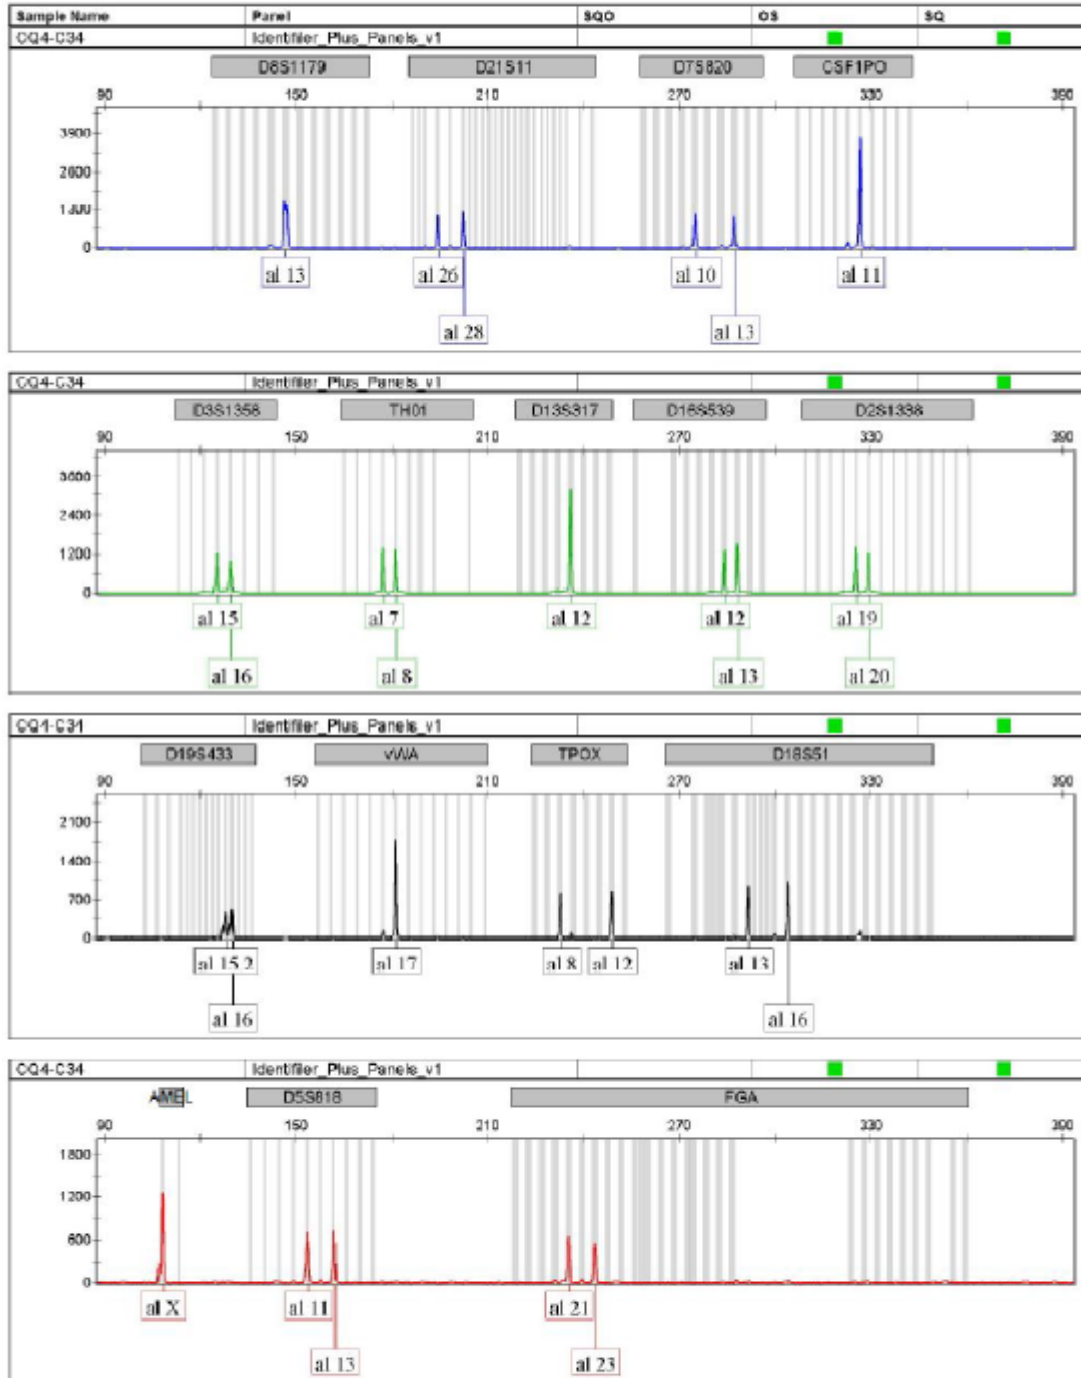 Sample Name Panel SQO OS SQ
CQ4-C34 Identifiler_Plus_Panels_v1
D8S1179 D21S11 D7S820 CSF1PO
90 150 210 270 330 390
3900
2600
1300
0
al 13 al 26 al 10 al 11
al 28 al 13
CQ4-C34 Identifiler_Plus_Panels_v1
D3S1358 TH01 D13S317 D16S539 D2S1338
90 150 210 270 330 390
3600
2400
1200
0
al 15 al 7 al 12 al 12 al 19
al 16 al 8 al 13 al 20
CQ4-C34 Identifiler_Plus_Panels_v1
D19S433 vWA TPOX D18S51
90 150 210 270 330 390
2100
1400
700
0
al 15.2 al 17 al 8 al 12 al 13
al 16 al 16
CQ4-C34 Identifiler_Plus_Panels_v1
AMEL D5S818 FGA
90 150 210 270 330 390
1800
1200
600
0
al X al 11 al 21
al 13 al 23